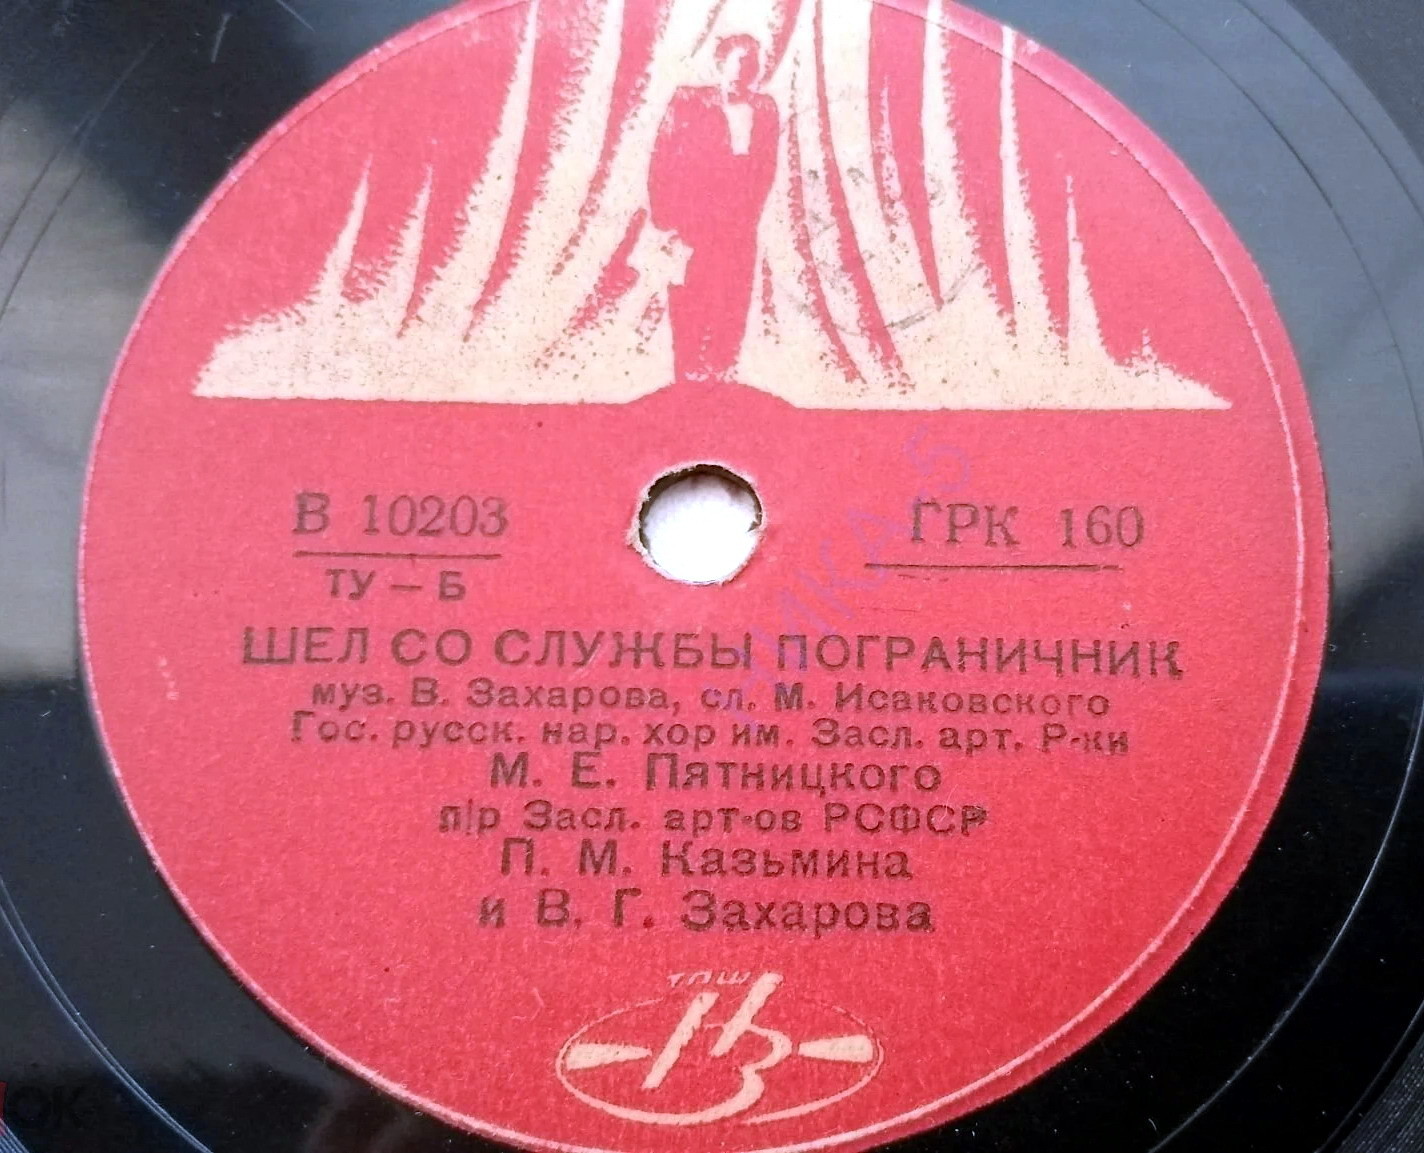 В 10203
ГРК 160
ТУ — Б
ШЕЛ СО СЛУЖБЫ ПОГРАНИЧНИК
муз. В. Захарова, сл. М. Исаковского
Гос. русск. нар. хор им. Засл. арт. Р-ки
М. Е. Пятницкого
п/р Засл. арт-ов РСФСР
П. М. Казьмина
и В. Г. Захарова